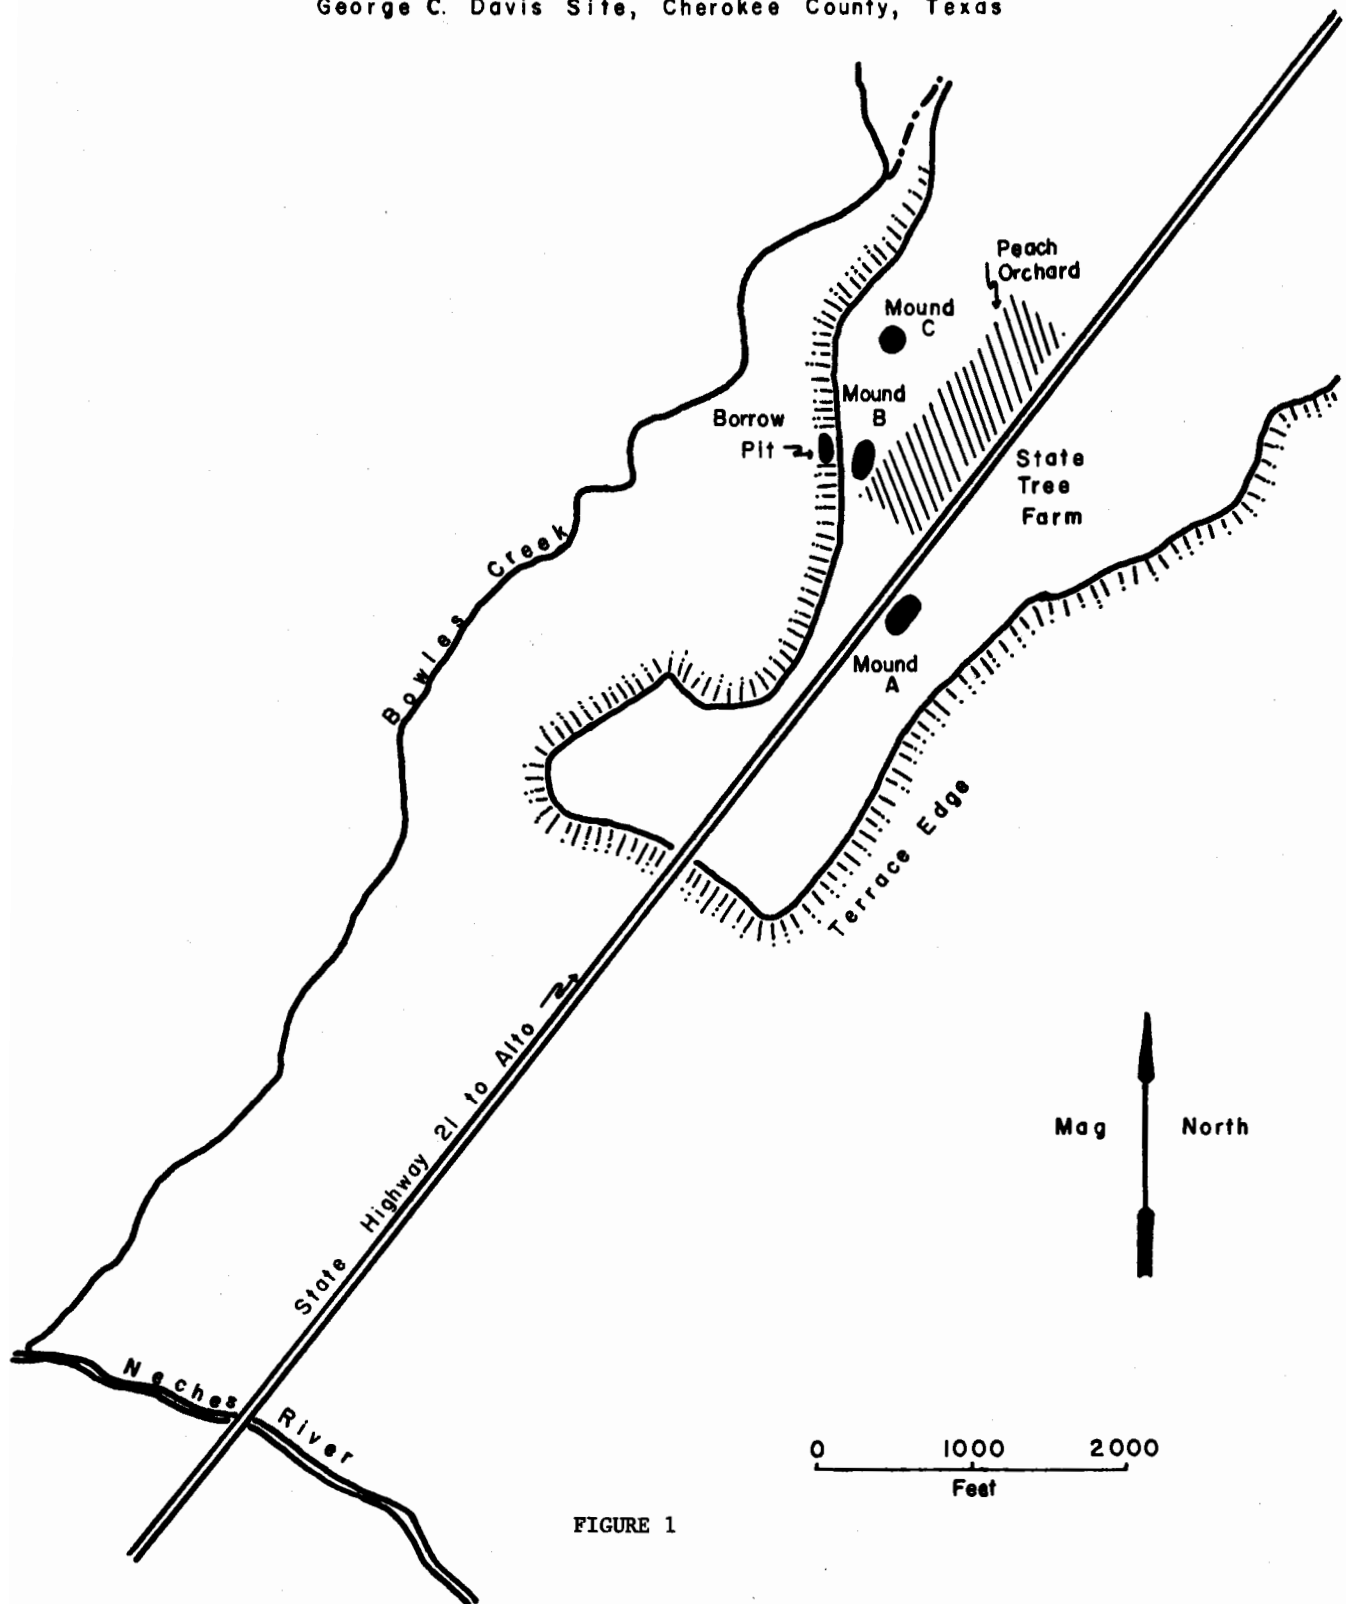 George C. Davis Site, Cherokee County, Texas
Peach
Orchard
Mound
C
Mound
B
Borrow
Pit
State
Tree
Farm
Bowles Creek
Mound
A
Terrace Edge
State Highway 21 to Alto
Mag North
Neches River
0 1000 2000
Feet
FIGURE 1